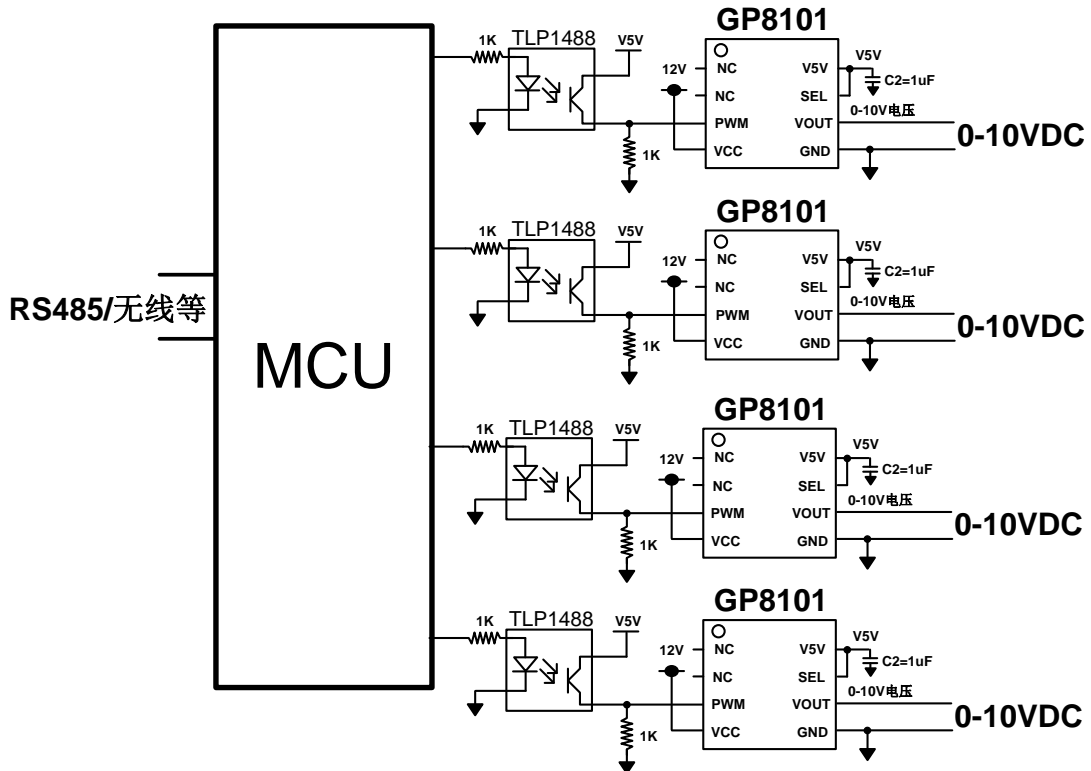 GP8101
TLP1488
1K
V5V
12V
NC
NC
PWM
VCC
V5V
SEL
VOUT
GND
V5V
C2=1uF
0-10V电压
0-10VDC
1K
GP8101
TLP1488
1K
V5V
12V
NC
NC
PWM
VCC
V5V
SEL
VOUT
GND
V5V
C2=1uF
0-10V电压
0-10VDC
1K
RS485/无线等
MCU
GP8101
TLP1488
1K
V5V
12V
NC
NC
PWM
VCC
V5V
SEL
VOUT
GND
V5V
C2=1uF
0-10V电压
0-10VDC
1K
GP8101
TLP1488
1K
V5V
12V
NC
NC
PWM
VCC
V5V
SEL
VOUT
GND
V5V
C2=1uF
0-10V电压
0-10VDC
1K